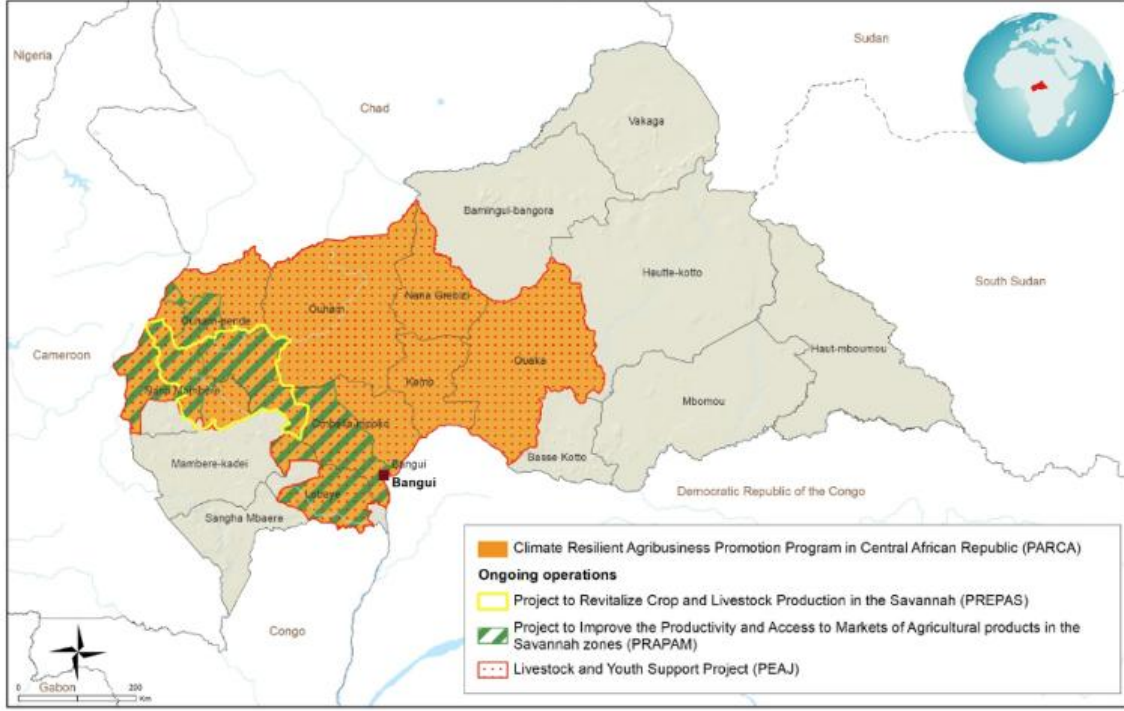 Nigeria
Sudan
Chad
Vakaga
Bamingui-bangora
Hautte-kotto
South Sudan
Nana Grebizi
Ouham
Ouham-pende
Cameroon
Haut-mboumou
Ouaka
Kemo
Nana Mambere
Mbomou
Ombella-mpoko
Basse Kotto
Mambere-kadei
Bangui
Bangui
Democratic Republic of the Congo
Lobaye
Sangha Mbaere
Congo
Climate Resilient Agribusiness Promotion Program in Central African Republic (PARCA)
Ongoing operations
Project to Revitalize Crop and Livestock Production in the Savannah (PREPAS)
Project to Improve the Productivity and Access to Markets of Agricultural products in the
Savannah zones (PRAPAM)
Livestock and Youth Support Project (PEAJ)
Gabon
0 200
Km